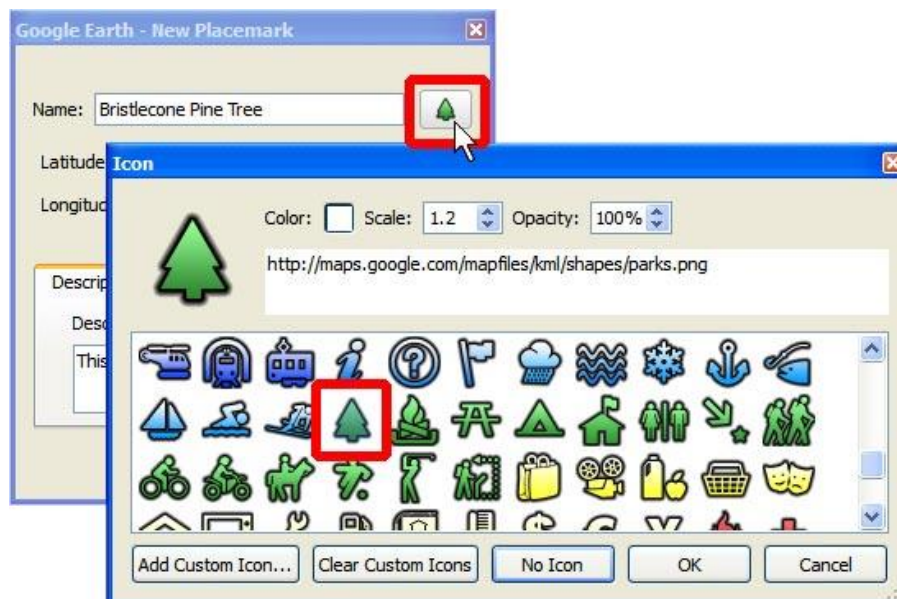 Google Earth - New Placemark
Name: Bristlecone Pine Tree
Latitude
Icon
Longitud
Color: Scale: 1.2 Opacity: 100%
http://maps.google.com/mapfiles/kml/shapes/parks.png
Descrip
Desc
This
Add Custom Icon... Clear Custom Icons No Icon OK Cancel